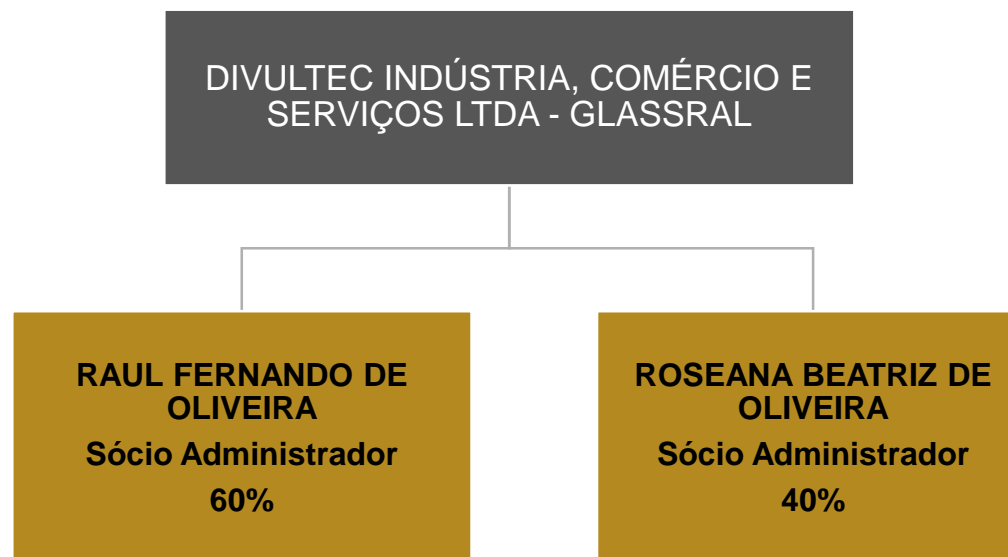 DIVULTEC INDÚSTRIA, COMÉRCIO E
SERVIÇOS LTDA - GLASSRAL
RAUL FERNANDO DE
OLIVEIRA
Sócio Administrador
60%
ROSEANA BEATRIZ DE
OLIVEIRA
Sócio Administrador
40%